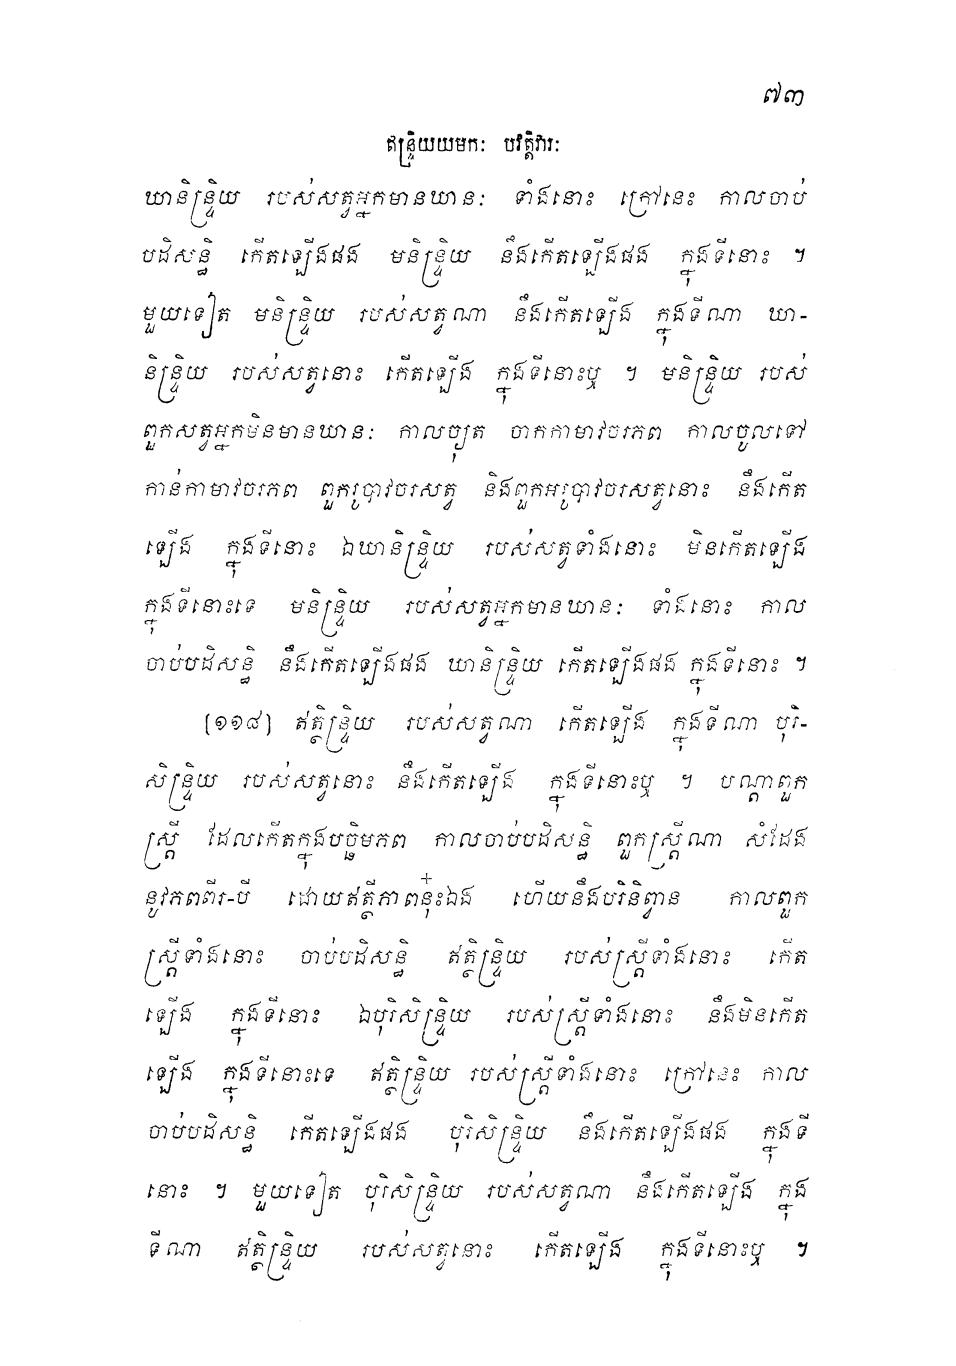 ៧៣
ឥន្ទ្រិយយមកៈ បវត្តិវារៈ
ឃានិន្ទ្រិយ របស់សត្វអ្នកមានឃានៈ ទាំងនោះ ក្រៅនេះ កាលចាប់
បដិសន្ធិ កើតឡើងផង មនិន្ទ្រិយ នឹងកើតឡើងផង ក្នុងទីនោះ ។
មួយទៀត មនិន្ទ្រិយ របស់សត្វណា នឹងកើតឡើង ក្នុងទីណា ឃា-
និន្ទ្រិយ របស់សត្វនោះ កើតឡើង ក្នុងទីនោះឬ ។ មនិន្ទ្រិយ របស់
ពួកសត្វអ្នកមិនមានឃានៈ កាលច្យុត ចាកកាមាវចរភព កាលចូលទៅ
កាន់កាមាវចរភព ពួករូបាវចរសត្វ និងពួកអរូបាវចរសត្វនោះ នឹងកើត
ឡើង ក្នុងទីនោះ ឯឃានិន្ទ្រិយ របស់សត្វទាំងនោះ មិនកើតឡើង
ក្នុងទីនោះទេ មនិន្ទ្រិយ របស់សត្វអ្នកមានឃានៈ ទាំងនោះ កាល
ចាប់បដិសន្ធិ នឹងកើតឡើងផង ឃានិន្ទ្រិយ កើតឡើងផង ក្នុងទីនោះ ។
[១១៨] ឥត្ថិន្ទ្រិយ របស់សត្វណា កើតឡើង ក្នុងទីណា បុរិ-
សិន្ទ្រិយ របស់សត្វនោះ នឹងកើតឡើង ក្នុងទីនោះឬ ។ បណ្តាពួក
ស្ត្រី ដែលកើតក្នុងបច្ឆិមភព កាលចាប់បដិសន្ធិ ពួកស្ត្រីណា សំដែង
នូវភពពីរ-បី ដោយឥត្ថីភាពនុ៎ះឯង ហើយនឹងបរិនិព្វាន កាលពួក
ស្ត្រីទាំងនោះ ចាប់បដិសន្ធិ ឥត្ថិន្ទ្រិយ របស់ស្ត្រីទាំងនោះ កើត
ឡើង ក្នុងទីនោះ ឯបុរិសិន្ទ្រិយ របស់ស្ត្រីទាំងនោះ នឹងមិនកើត
ឡើង ក្នុងទីនោះទេ ឥត្ថិន្ទ្រិយ របស់ស្ត្រីទាំងនោះ ក្រៅនេះ កាល
ចាប់បដិសន្ធិ កើតឡើងផង បុរិសិន្ទ្រិយ នឹងកើតឡើងផង ក្នុងទី
នោះ ។ មួយទៀត បុរិសិន្ទ្រិយ របស់សត្វណា នឹងកើតឡើង ក្នុង
ទីណា ឥត្ថិន្ទ្រិយ របស់សត្វនោះ កើតឡើង ក្នុងទីនោះឬ ។